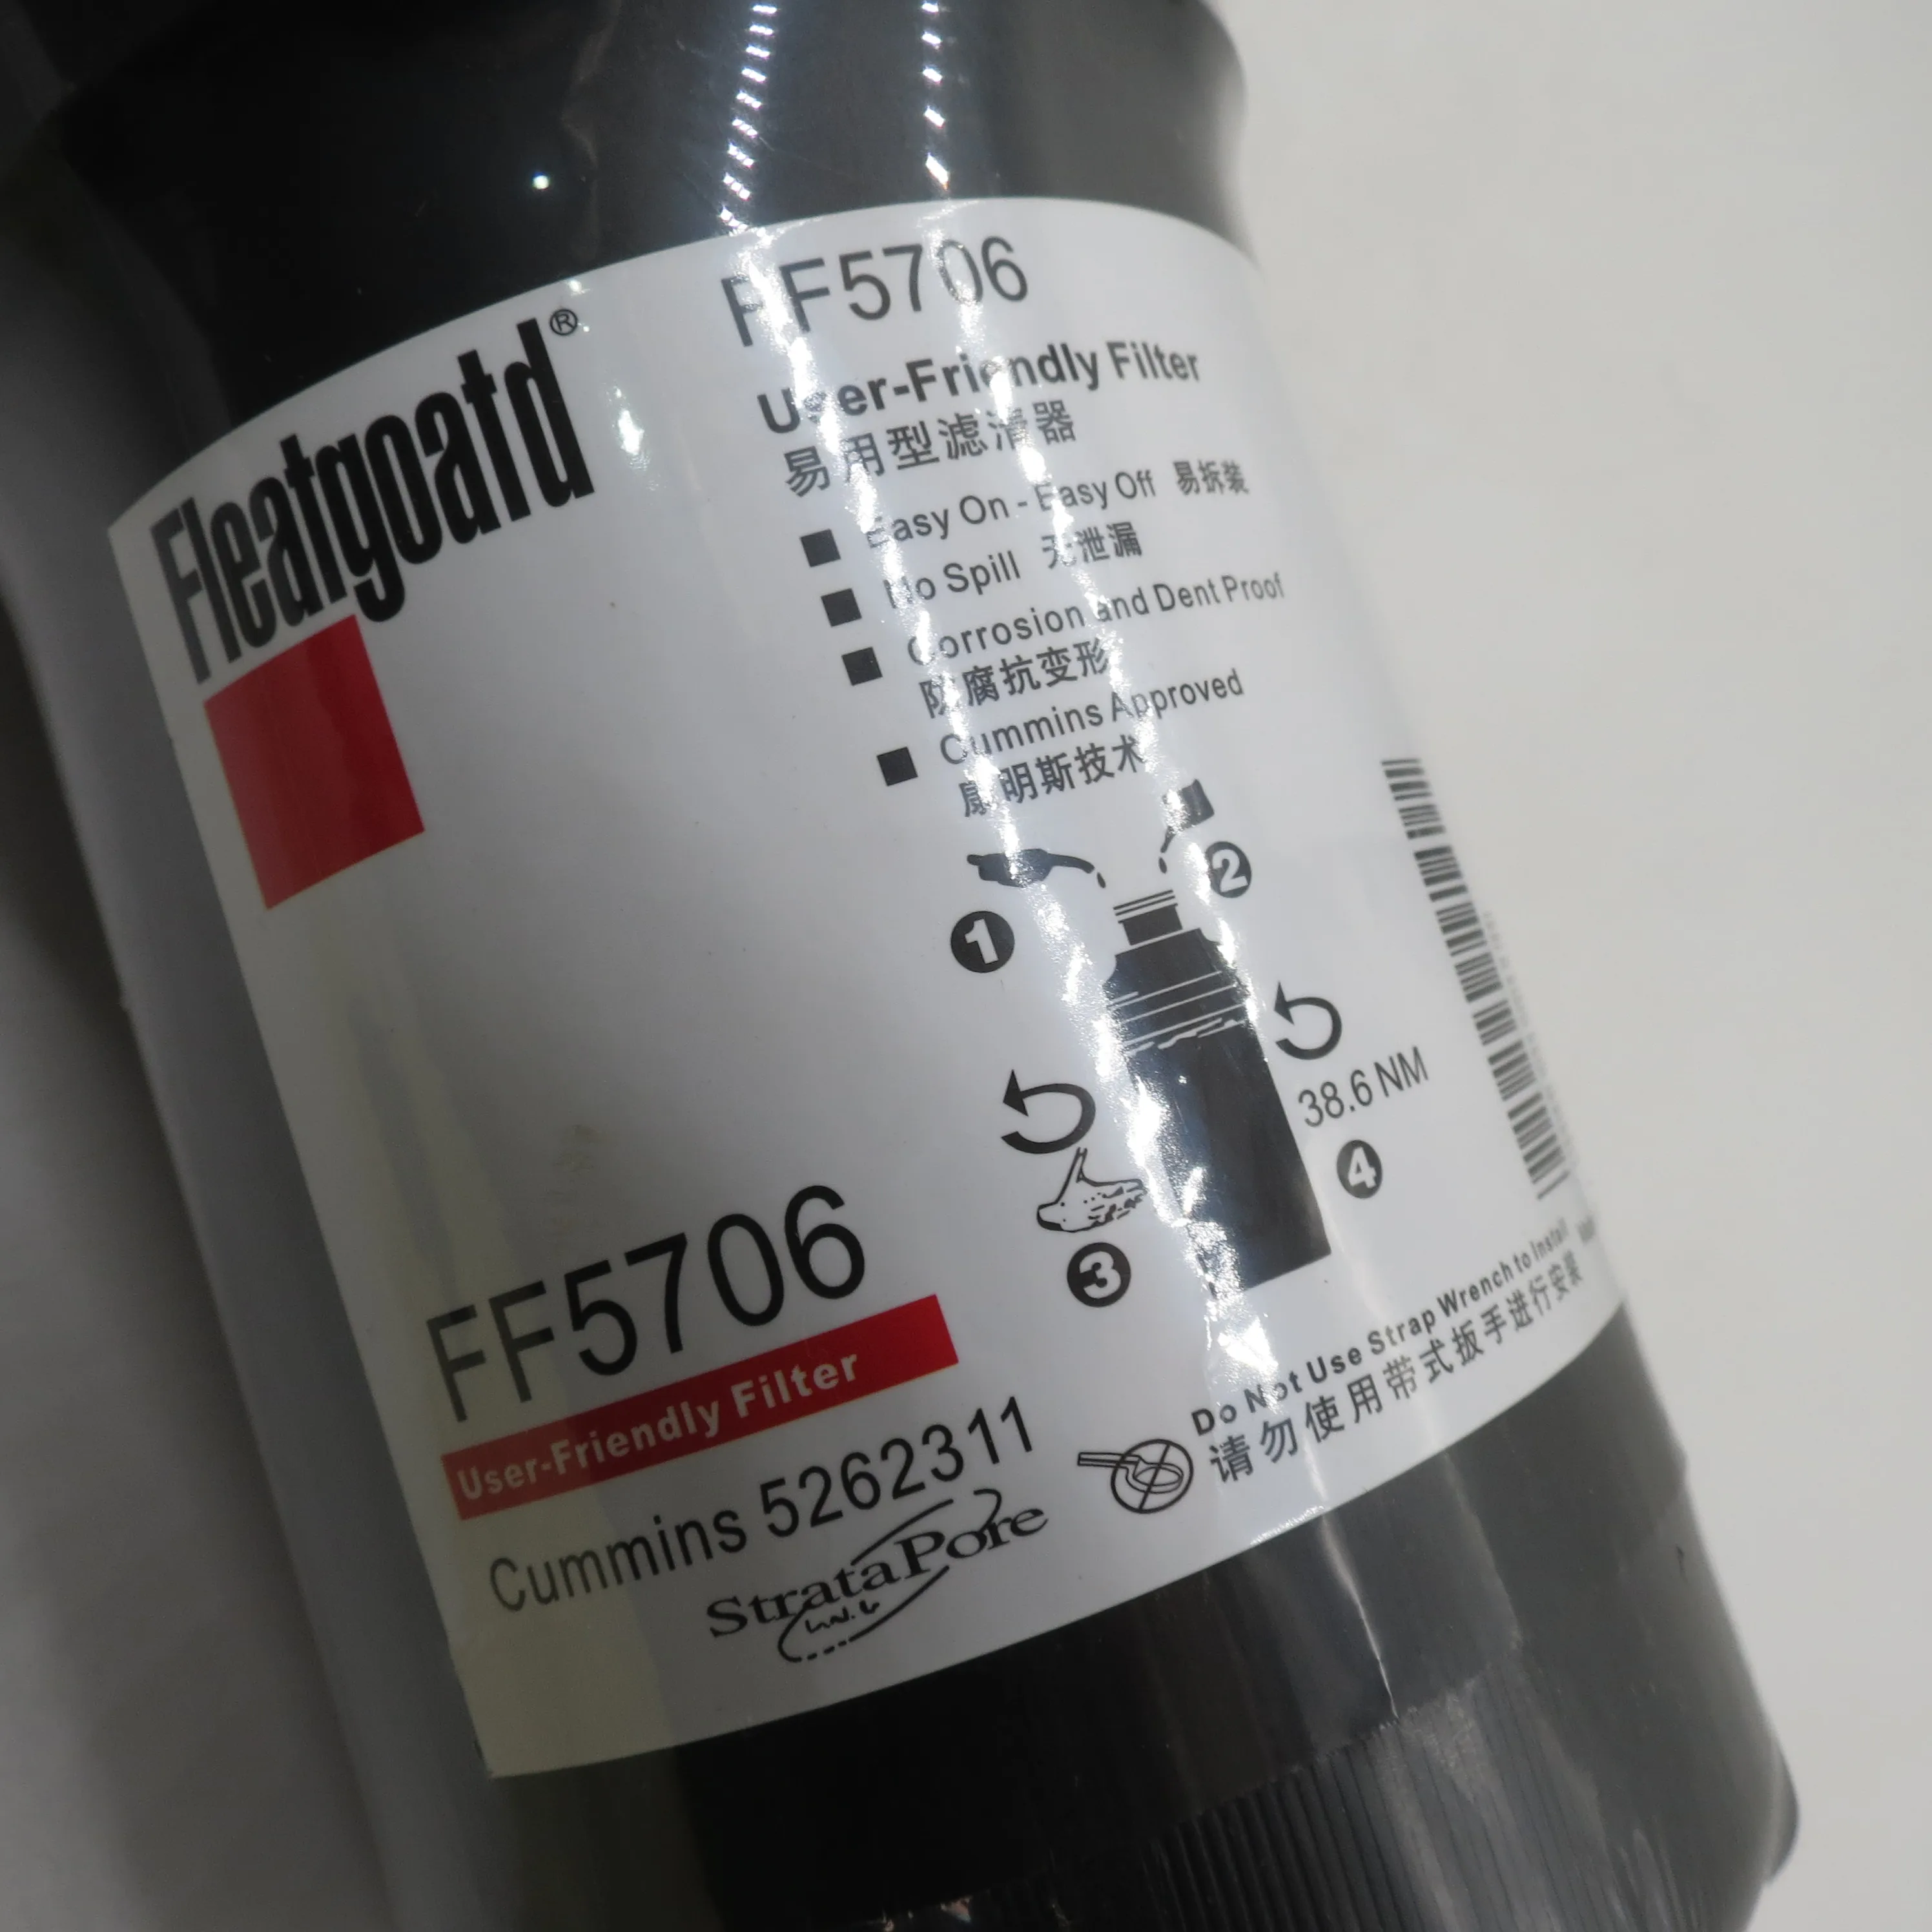 Fleatgoatd®
FF5706
User-Friendly Filter
易用型滤清器
Easy On - Easy Off 易拆装
No Spill 无泄漏
Corrosion and Dent Proof
防腐抗变形
Cummins Approved
康明斯技术
1
2
38.6 NM
3
4
FF5706
User-Friendly Filter
Cummins 5262311
StrataPore
Do Not Use Strap Wrench to Install
请勿使用带式扳手进行安装